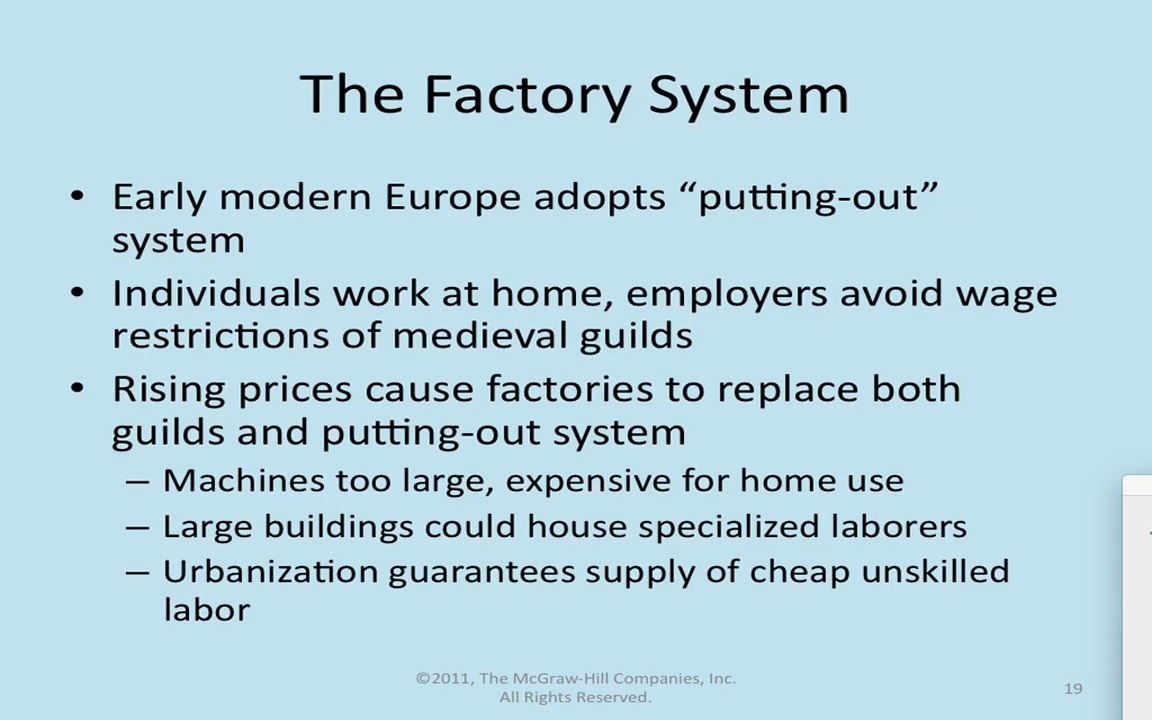 The Factory System
• Early modern Europe adopts “putting-out”
system
• Individuals work at home, employers avoid wage
restrictions of medieval guilds
• Rising prices cause factories to replace both
guilds and putting-out system
– Machines too large, expensive for home use
– Large buildings could house specialized laborers
– Urbanization guarantees supply of cheap unskilled
labor
©2011, The McGraw-Hill Companies, Inc.
All Rights Reserved.
19